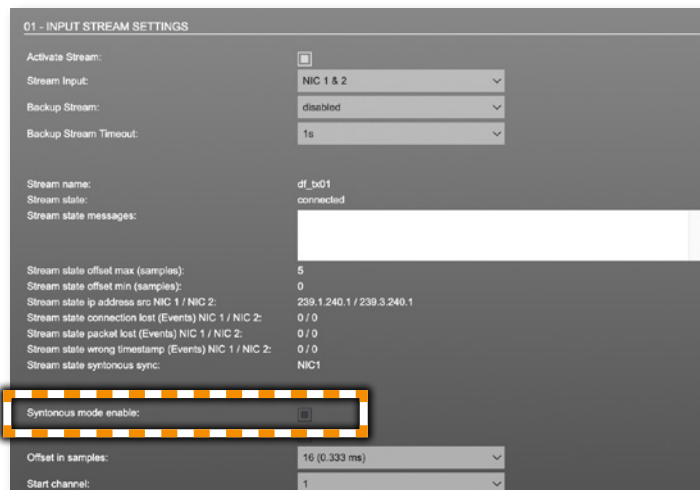 01 - INPUT STREAM SETTINGS
Activate Stream:
Stream Input: NIC 1 & 2
Backup Stream: disabled
Backup Stream Timeout: 1s
Stream name: df_tx01
Stream state: connected
Stream state messages:
Stream state offset max (samples): 5
Stream state offset min (samples): 0
Stream state ip address src NIC 1 / NIC 2: 239.1.240.1 / 239.3.240.1
Stream state connection lost (Events) NIC 1 / NIC 2: 0 / 0
Stream state packet lost (Events) NIC 1 / NIC 2: 0 / 0
Stream state wrong timestamp (Events) NIC 1 / NIC 2: 0 / 0
Stream state syntonous sync: NIC1
Syntonous mode enable:
Offset in samples: 16 (0.333 ms)
Start channel: 1